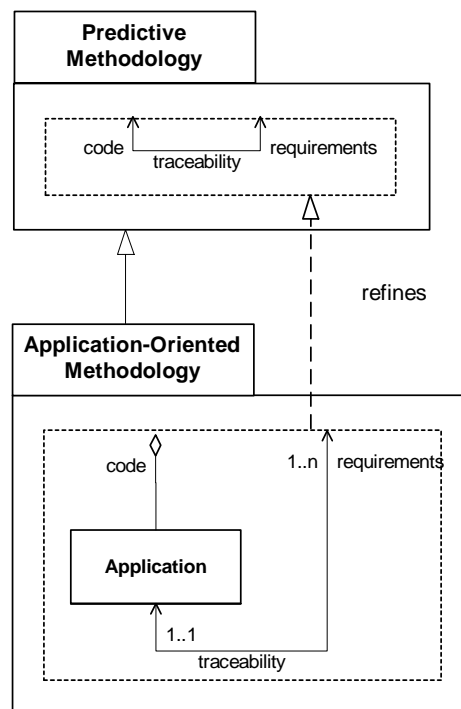 Predictive
Methodology
code
requirements
traceability
refines
Application-Oriented
Methodology
code
1..n
requirements
Application
1..1
traceability